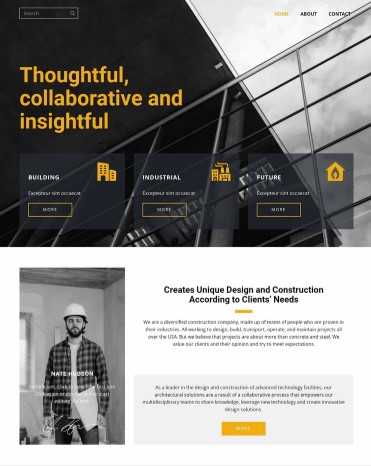 Search
HOME ABOUT CONTACT
Thoughtful,
collaborative and
insightful
BUILDING
Excepteur sint occaecat
MORE
INDUSTRIAL
Excepteur sint occaecat
MORE
FUTURE
Excepteur sint occaecat
MORE
NATE HUDSON
Creates Unique Design and Construction
According to Clients' Needs
We are a diversified construction company, made up of teams of people who are proven in
their industries. All working to design, build, transport, operate, and maintain projects all
over the USA. But we believe that projects are about more than concrete and steel. We
value our clients and their opinion and try to meet expectations.
As a leader in the design and construction of advanced technology facilities, our
architectural solutions are a result of a collaborative process that empowers our
multidisciplinary teams to share knowledge, leverage new technology and create innovative
design solutions.
MORE